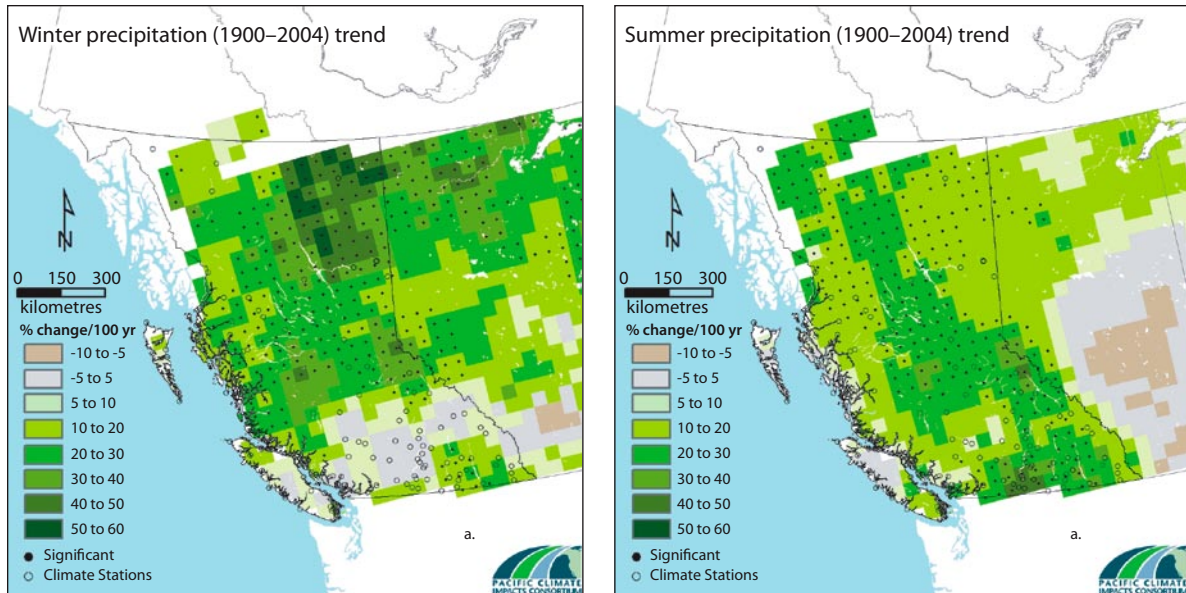 Winter precipitation (1900–2004) trend
N
0 150 300
kilometres
% change/100 yr
-10 to -5
-5 to 5
5 to 10
10 to 20
20 to 30
30 to 40
40 to 50
50 to 60
Significant
Climate Stations
a.
PACIFIC CLIMATE
IMPACTS CONSORTIUM
Summer precipitation (1900–2004) trend
N
0 150 300
kilometres
% change/100 yr
-10 to -5
-5 to 5
5 to 10
10 to 20
20 to 30
30 to 40
40 to 50
50 to 60
Significant
Climate Stations
a.
PACIFIC CLIMATE
IMPACTS CONSORTIUM